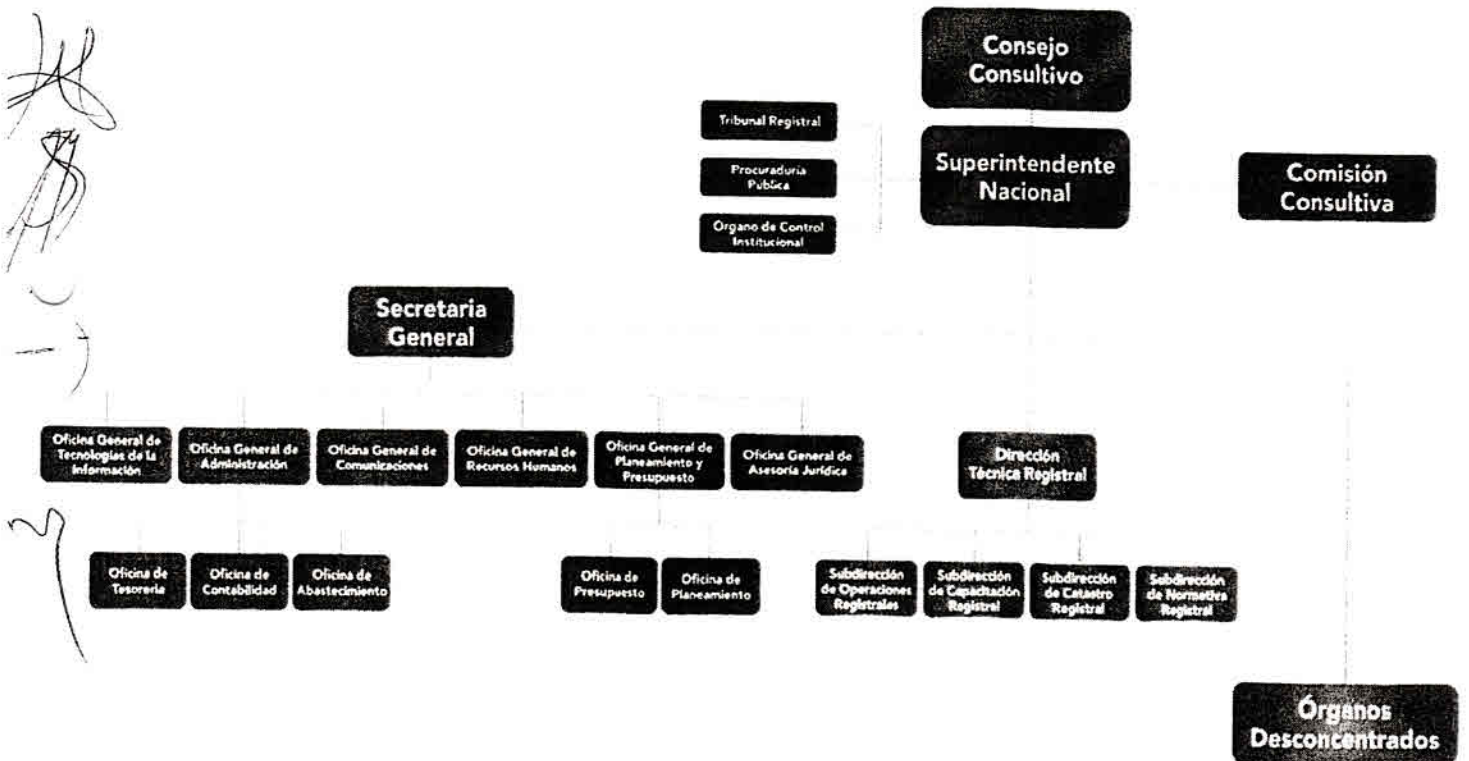 Consejo
Consultivo
Tribunal Registral
Procuraduría
Pública
Superintendente
Nacional
Comisión
Consultiva
Organo de Control
Institucional
Secretaria
General
Oficina General de
Tecnologías de la
Información
Oficina General de
Administración
Oficina General de
Comunicaciones
Oficina General de
Recursos Humanos
Oficina General de
Planeamiento y
Presupuesto
Oficina General de
Asesoría Jurídica
Dirección
Técnica Registral
Oficina de
Tesorería
Oficina de
Contabilidad
Oficina de
Abastecimiento
Oficina de
Presupuesto
Oficina de
Planeamiento
Subdirección
de Operaciones
Registrales
Subdirección
de Capacitación
Registral
Subdirección
de Catastro
Registral
Subdirección
de Normativa
Registral
Órganos
Desconcentrados